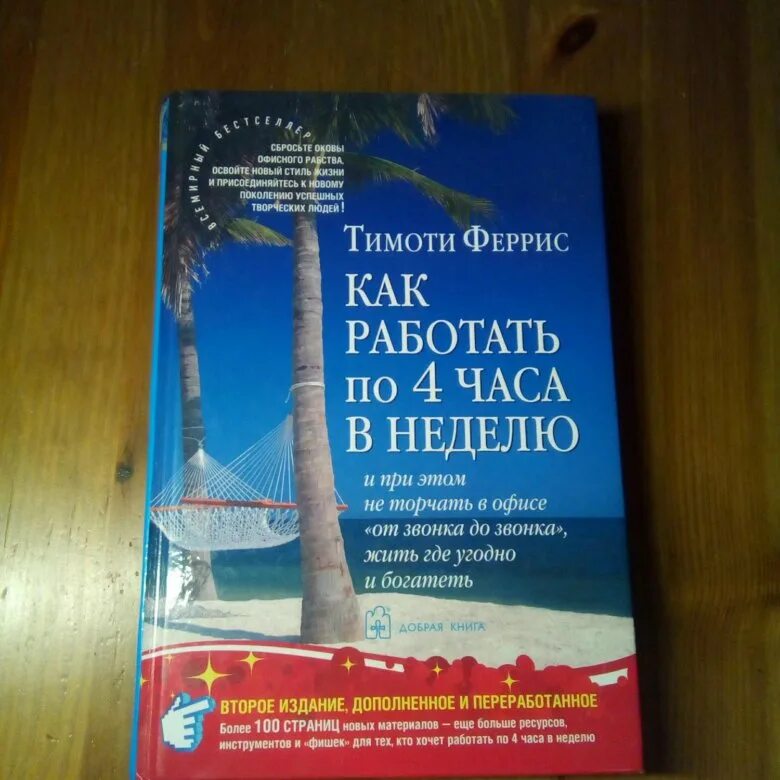 ВСЕМИРНЫЙ БЕСТСЕЛЛЕР
СБРОСЬТЕ ОКОВЫ
ОФИСНОГО РАБСТВА,
ОСВОЙТЕ НОВЫЙ СТИЛЬ ЖИЗНИ
И ПРИСОЕДИНЯЙТЕСЬ К НОВОМУ
ПОКОЛЕНИЮ УСПЕШНЫХ
ТВОРЧЕСКИХ ЛЮДЕЙ!
ТИМОТИ ФЕРРИС
КАК
РАБОТАТЬ
ПО 4 ЧАСА
В НЕДЕЛЮ
и при этом
не торчать в офисе
«от звонка до звонка»,
жить где угодно
и богатеть
ДОБРАЯ КНИГА
ВТОРОЕ ИЗДАНИЕ, ДОПОЛНЕННОЕ И ПЕРЕРАБОТАННОЕ
Более 100 СТРАНИЦ новых материалов – еще больше ресурсов,
инструментов и «фишек» для тех, кто хочет работать по 4 часа в неделю